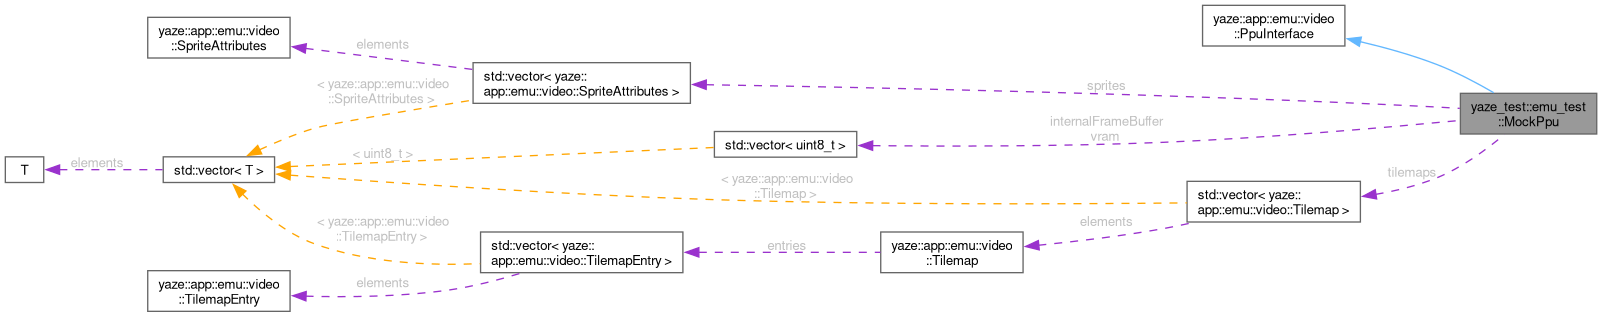 yaze::app::emu::video
::SpriteAttributes
elements
yaze::app::emu::video
::PpuInterface
< yaze::app::emu::video
::SpriteAttributes >
std::vector< yaze::
app::emu::video::SpriteAttributes >
sprites
yaze_test::emu_test
::MockPpu
internalFrameBuffer
vram
T
elements
std::vector< T >
< uint8_t >
std::vector< uint8_t >
< yaze::app::emu::video
::Tilemap >
tilemaps
std::vector< yaze::
app::emu::video::Tilemap >
< yaze::app::emu::video
::TilemapEntry >
std::vector< yaze::
app::emu::video::TilemapEntry >
entries
yaze::app::emu::video
::Tilemap
elements
yaze::app::emu::video
::TilemapEntry
elements